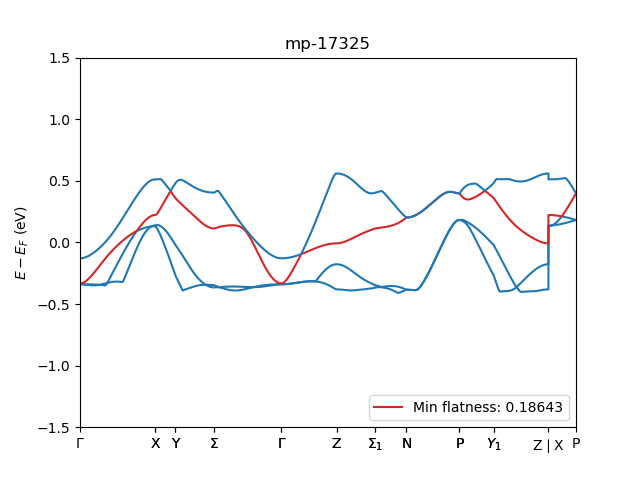 mp-17325
1.5
1.0
0.5
0.0
−0.5
−1.0
−1.5
E − E_F (eV)
Min flatness: 0.18643
Γ X Y Σ Γ Z Σ₁ N P Y₁ Z | X P